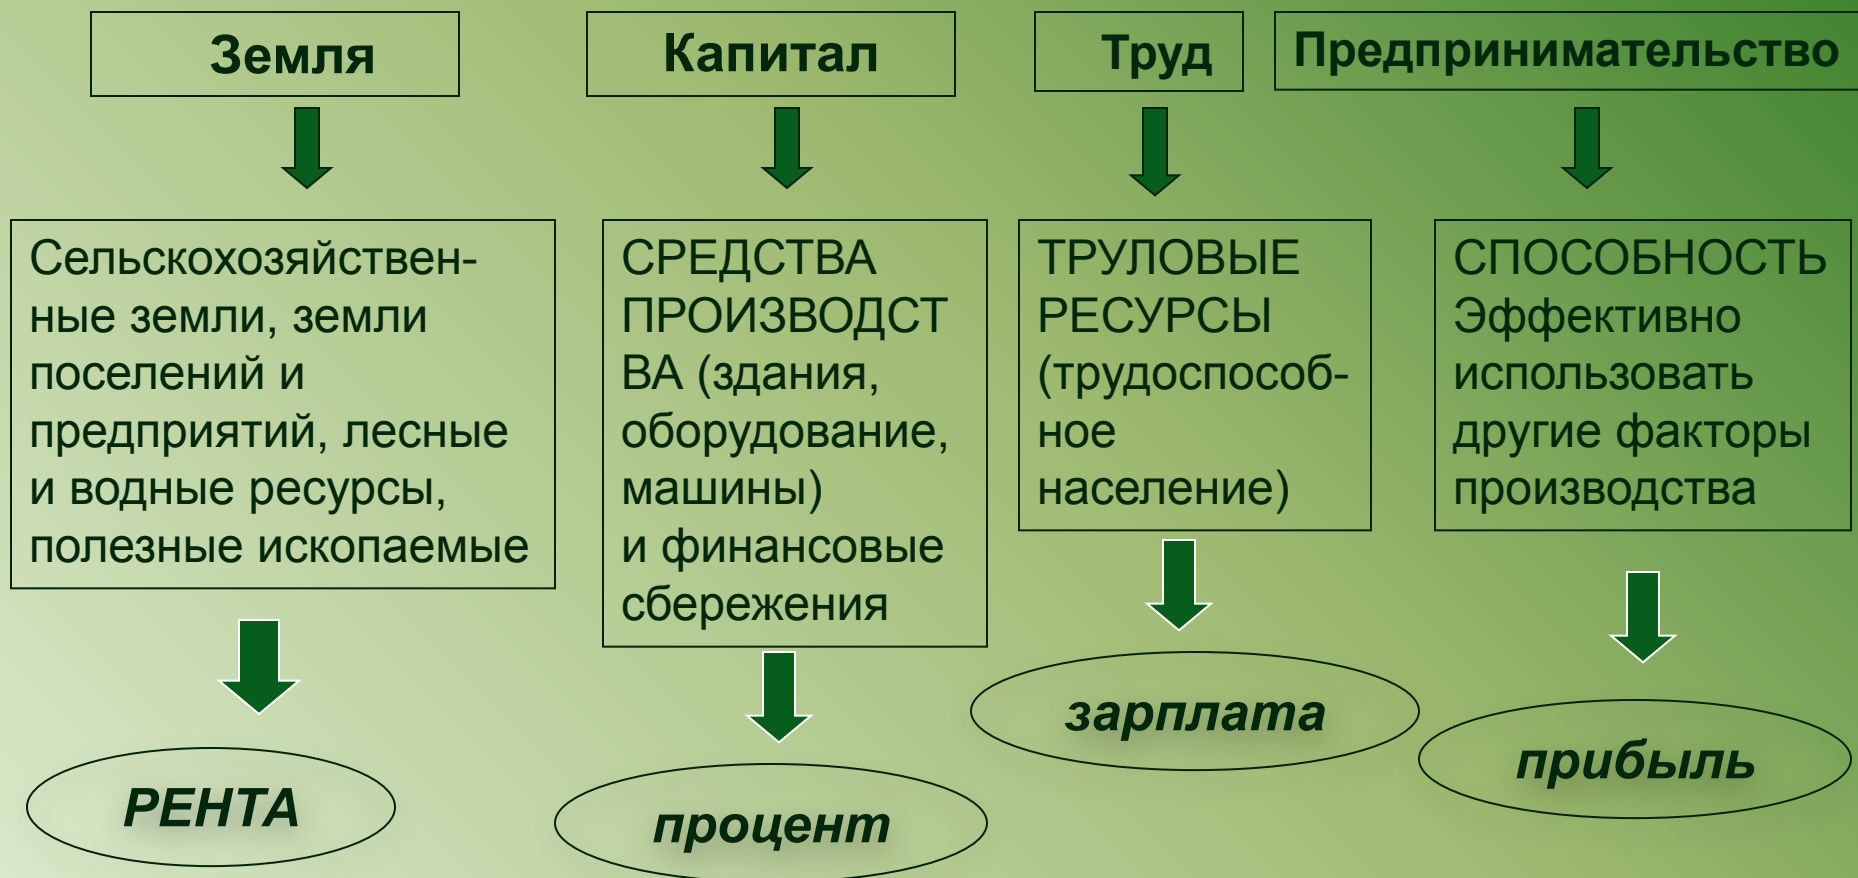 Земля
Капитал
Труд
Предпринимательство
Сельскохозяйствен-
ные земли, земли
поселений и
предприятий, лесные
и водные ресурсы,
полезные ископаемые
СРЕДСТВА
ПРОИЗВОДСТ
ВА (здания,
оборудование,
машины)
и финансовые
сбережения
ТРУЛОВЫЕ
РЕСУРСЫ
(трудоспособ-
ное
население)
СПОСОБНОСТЬ
Эффективно
использовать
другие факторы
производства
РЕНТА
процент
зарплата
прибыль